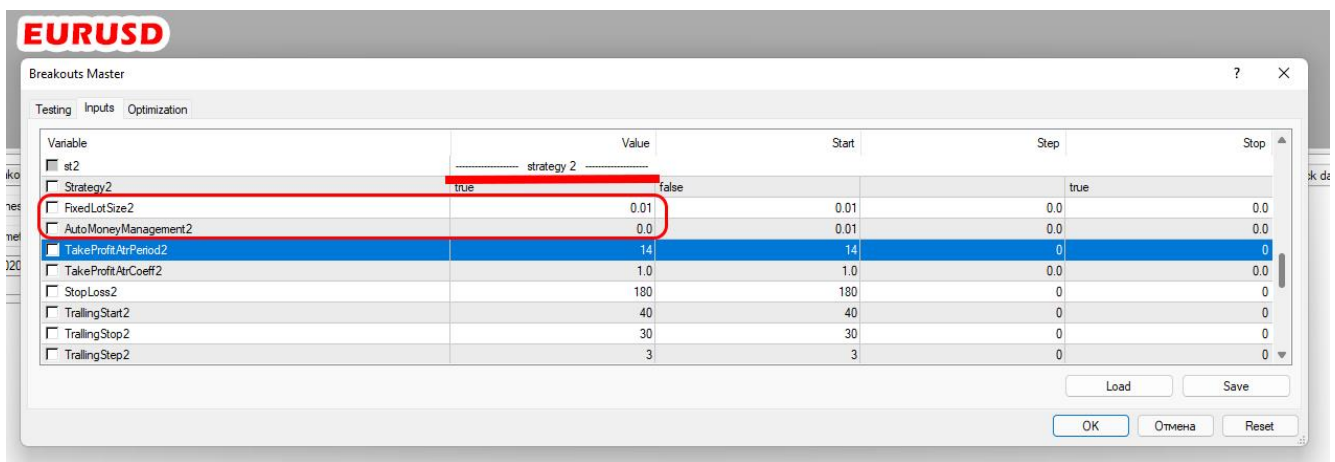 EURUSD
Breakouts Master ? ×
Testing Inputs Optimization
Variable Value Start Step Stop
st2 -------------------- strategy 2 --------------------
Strategy2 true false true
FixedLotSize2 0.01 0.01 0.0 0.0
AutoMoneyManagement2 0.0 0.01 0.0 0.0
TakeProfitAtrPeriod2 14 14 0 0
TakeProfitAtrCoeff2 1.0 1.0 0.0 0.0
StopLoss2 180 180 0 0
TrallingStart2 40 40 0 0
TrallingStop2 30 30 0 0
TrallingStep2 3 3 0 0
Load Save
OK Отмена Reset